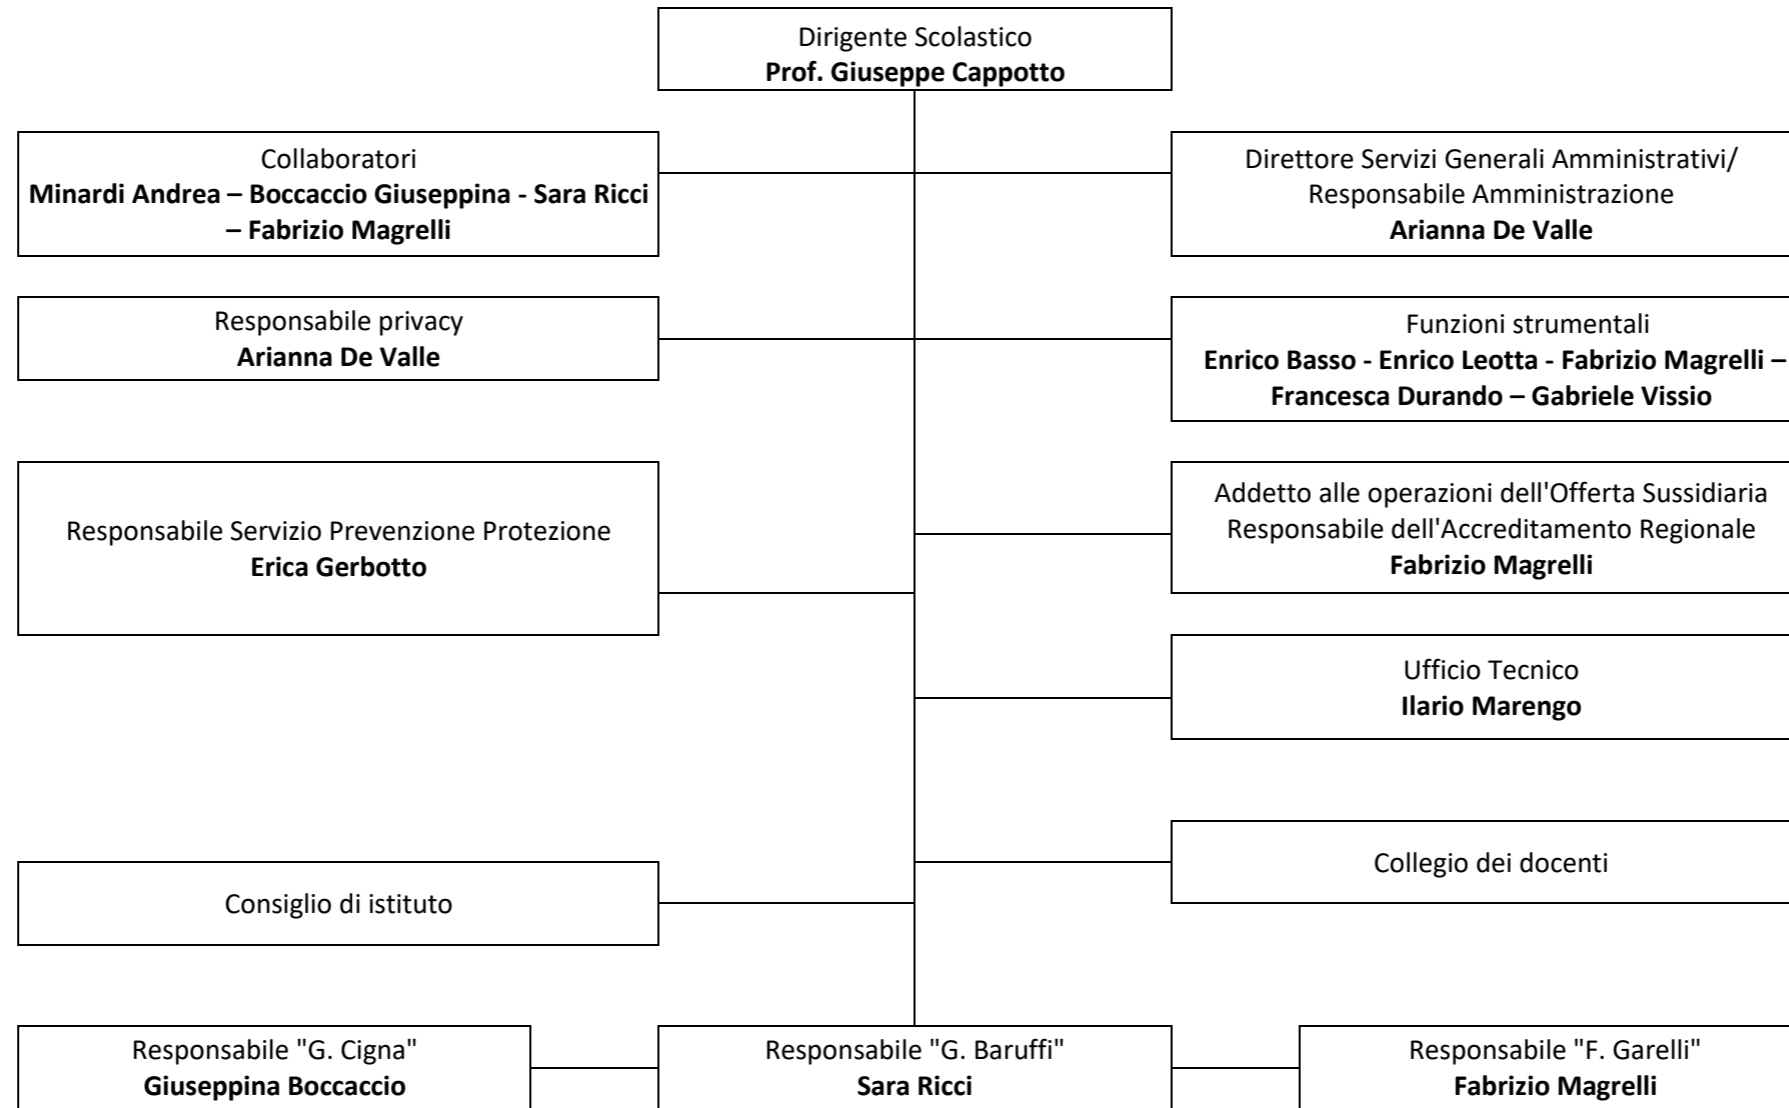 Dirigente Scolastico
Prof. Giuseppe Cappotto
Collaboratori
Minardi Andrea – Boccaccio Giuseppina - Sara Ricci
– Fabrizio Magrelli
Direttore Servizi Generali Amministrativi/
Responsabile Amministrazione
Arianna De Valle
Responsabile privacy
Arianna De Valle
Funzioni strumentali
Enrico Basso - Enrico Leotta - Fabrizio Magrelli –
Francesca Durando – Gabriele Vissio
Responsabile Servizio Prevenzione Protezione
Erica Gerbotto
Addetto alle operazioni dell'Offerta Sussidiaria
Responsabile dell'Accreditamento Regionale
Fabrizio Magrelli
Ufficio Tecnico
Ilario Marengo
Collegio dei docenti
Consiglio di istituto
Responsabile "G. Cigna"
Giuseppina Boccaccio
Responsabile "G. Baruffi"
Sara Ricci
Responsabile "F. Garelli"
Fabrizio Magrelli